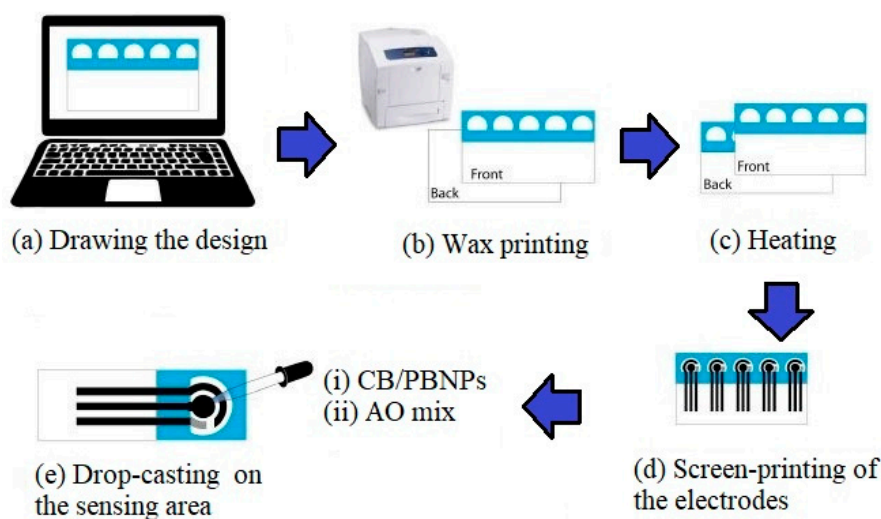 Front
Back
Front
Back
(a) Drawing the design
(b) Wax printing
(c) Heating
(i) CB/PBNPs
(ii) AO mix
(e) Drop-casting on
the sensing area
(d) Screen-printing of
the electrodes